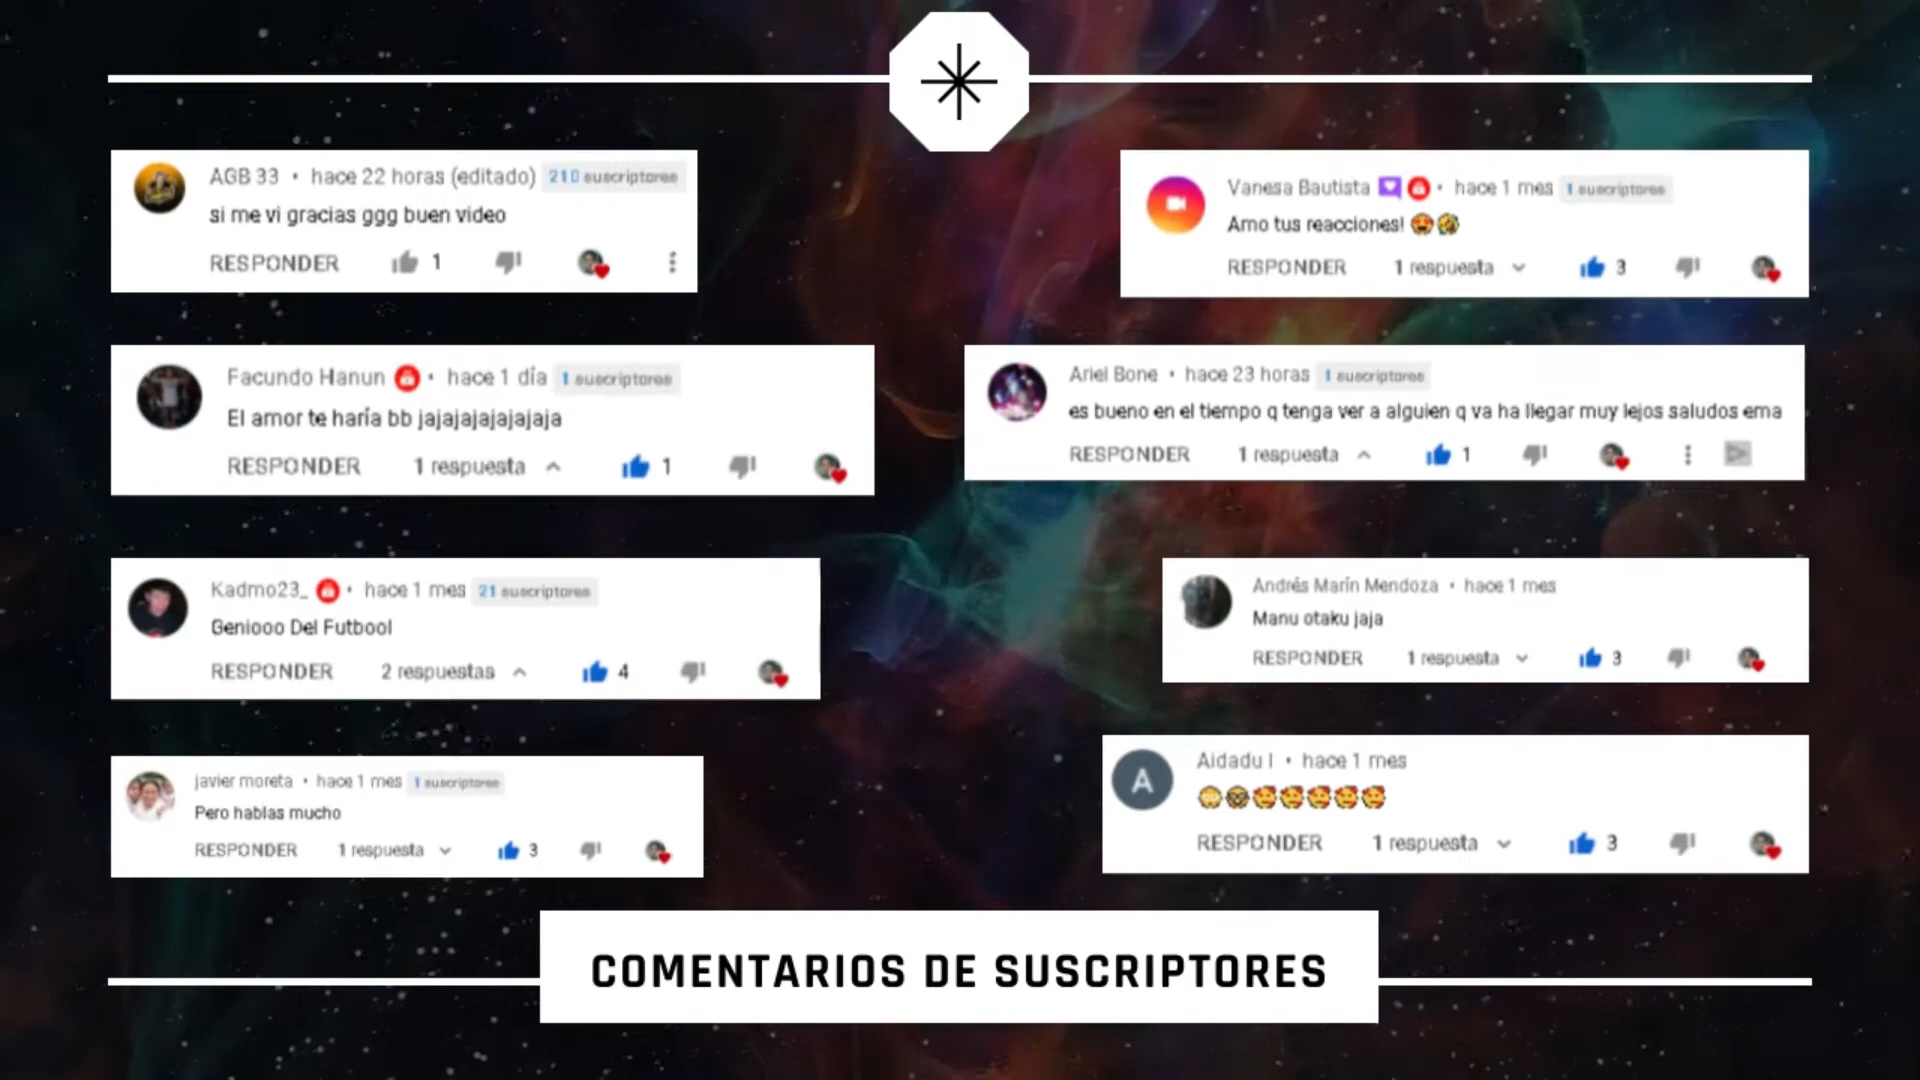 AGB 33 • hace 22 horas (editado) 210 suscriptores
si me vi gracias ggg buen video
RESPONDER 1
Vanesa Bautista • hace 1 mes 1 suscriptores
Amo tus reacciones! 🤩🤣
RESPONDER 1 respuesta 3
Facundo Hanun • hace 1 día 1 suscriptores
El amor te haría bb jajajajajajajaja
RESPONDER 1 respuesta 1
Ariel Bone • hace 23 horas 1 suscriptores
es bueno en el tiempo q tenga ver a alguien q va ha llegar muy lejos saludos ema
RESPONDER 1 respuesta 1
Kadmo23_ • hace 1 mes 21 suscriptores
Geniooo Del Futbool
RESPONDER 2 respuestas 4
Andrés Marín Mendoza • hace 1 mes
Manu otaku jaja
RESPONDER 1 respuesta 3
javier moreta • hace 1 mes 1 suscriptores
Pero hablas mucho
RESPONDER 1 respuesta 3
A
Aidadu I • hace 1 mes
RESPONDER 1 respuesta 3
COMENTARIOS DE SUSCRIPTORES